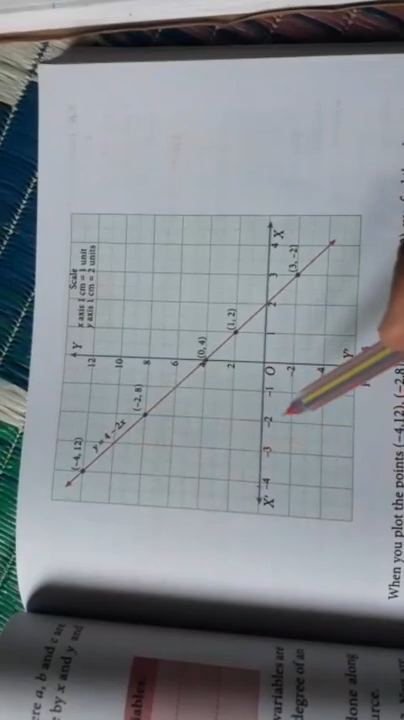 Scale
x axis 1 cm = 1 unit
y axis 1 cm = 2 units
Y
12
(−4, 12)
10
y = 4 − 2x
8
(−2, 8)
6
(0, 4)
2
(1, 2)
X' −4 −3 −2 −1 O 1 2 3 4 X
−2
(3, −2)
−4
Y'
When you plot the points (−4,12), (−2,8)
ere a, b and c are
e by x and y and
iables.
variables are
degree of an
done along
urce.